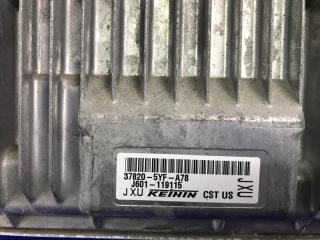 37820-5YF-A78
J601-119115
JXU KEIHIN CST US
JXU